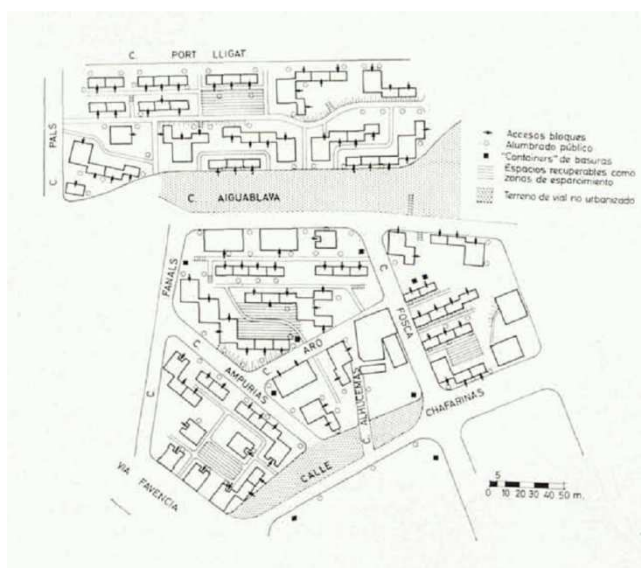 C. PORT LLIGAT
C. PALS
Accesos bloques
Alumbrado público
"Containers" de basuras
Espacios recuperables como
zonas de esparcimiento
Terreno de vial no urbanizado
C. AIGUABLAVA
C. FANALS
C. FOSCA
C. ARO
C. AMPURIAS
C. ALHUCEMAS
CALLE CHAFARINAS
VIA FAVENCIA
5
0 10 20 30 40 50 m.